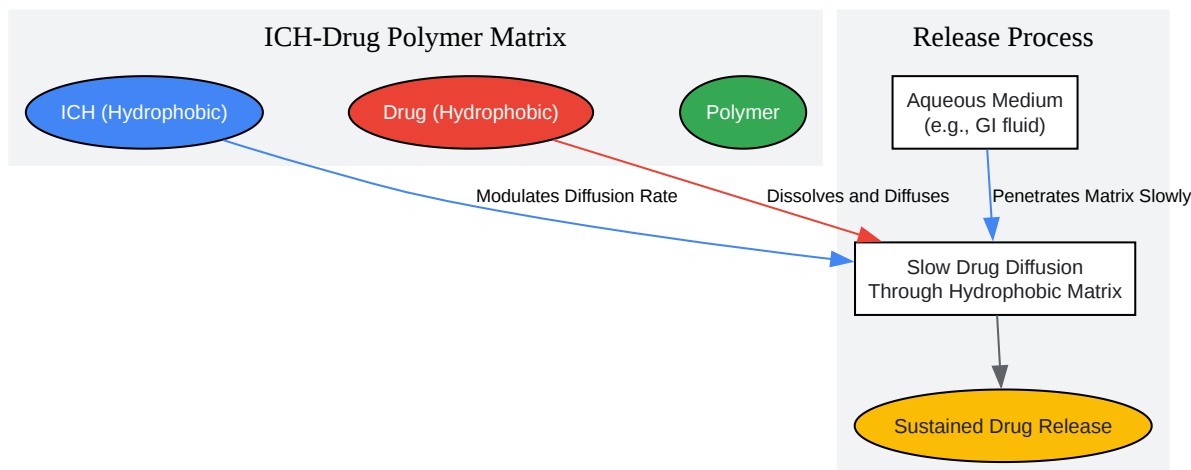 ICH-Drug Polymer Matrix
Release Process
ICH (Hydrophobic)
Drug (Hydrophobic)
Polymer
Aqueous Medium
(e.g., GI fluid)
Modulates Diffusion Rate
Dissolves and Diffuses
Penetrates Matrix Slowly
Slow Drug Diffusion
Through Hydrophobic Matrix
Sustained Drug Release